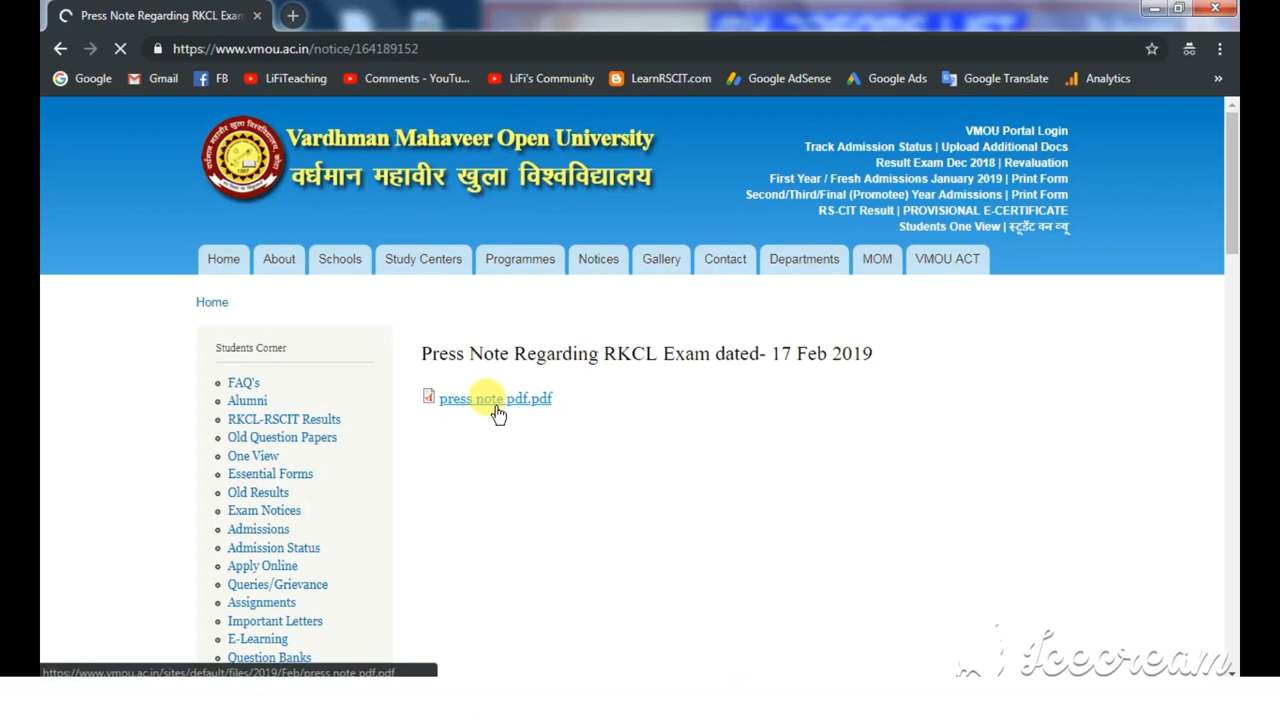 Press Note Regarding RKCL Exam
https://www.vmou.ac.in/notice/164189152
Google Gmail FB LiFiTeaching Comments - YouTu... LiFi's Community LearnRSCIT.com Google AdSense Google Ads Google Translate Analytics »
Vardhman Mahaveer Open University
वर्धमान महावीर खुला विश्वविद्यालय
VMOU Portal Login
Track Admission Status | Upload Additional Docs
Result Exam Dec 2018 | Revaluation
First Year / Fresh Admissions January 2019 | Print Form
Second/Third/Final (Promotee) Year Admissions | Print Form
RS-CIT Result | PROVISIONAL E-CERTIFICATE
Students One View | स्टूडेंट वन व्यू
Home About Schools Study Centers Programmes Notices Gallery Contact Departments MOM VMOU ACT
Home
Students Corner
FAQ's
Alumni
RKCL-RSCIT Results
Old Question Papers
One View
Essential Forms
Old Results
Exam Notices
Admissions
Admission Status
Apply Online
Queries/Grievance
Assignments
Important Letters
E-Learning
Question Banks
Press Note Regarding RKCL Exam dated- 17 Feb 2019
press note pdf.pdf
https://www.vmou.ac.in/sites/default/files/2019/Feb/press note pdf.pdf
Icecream